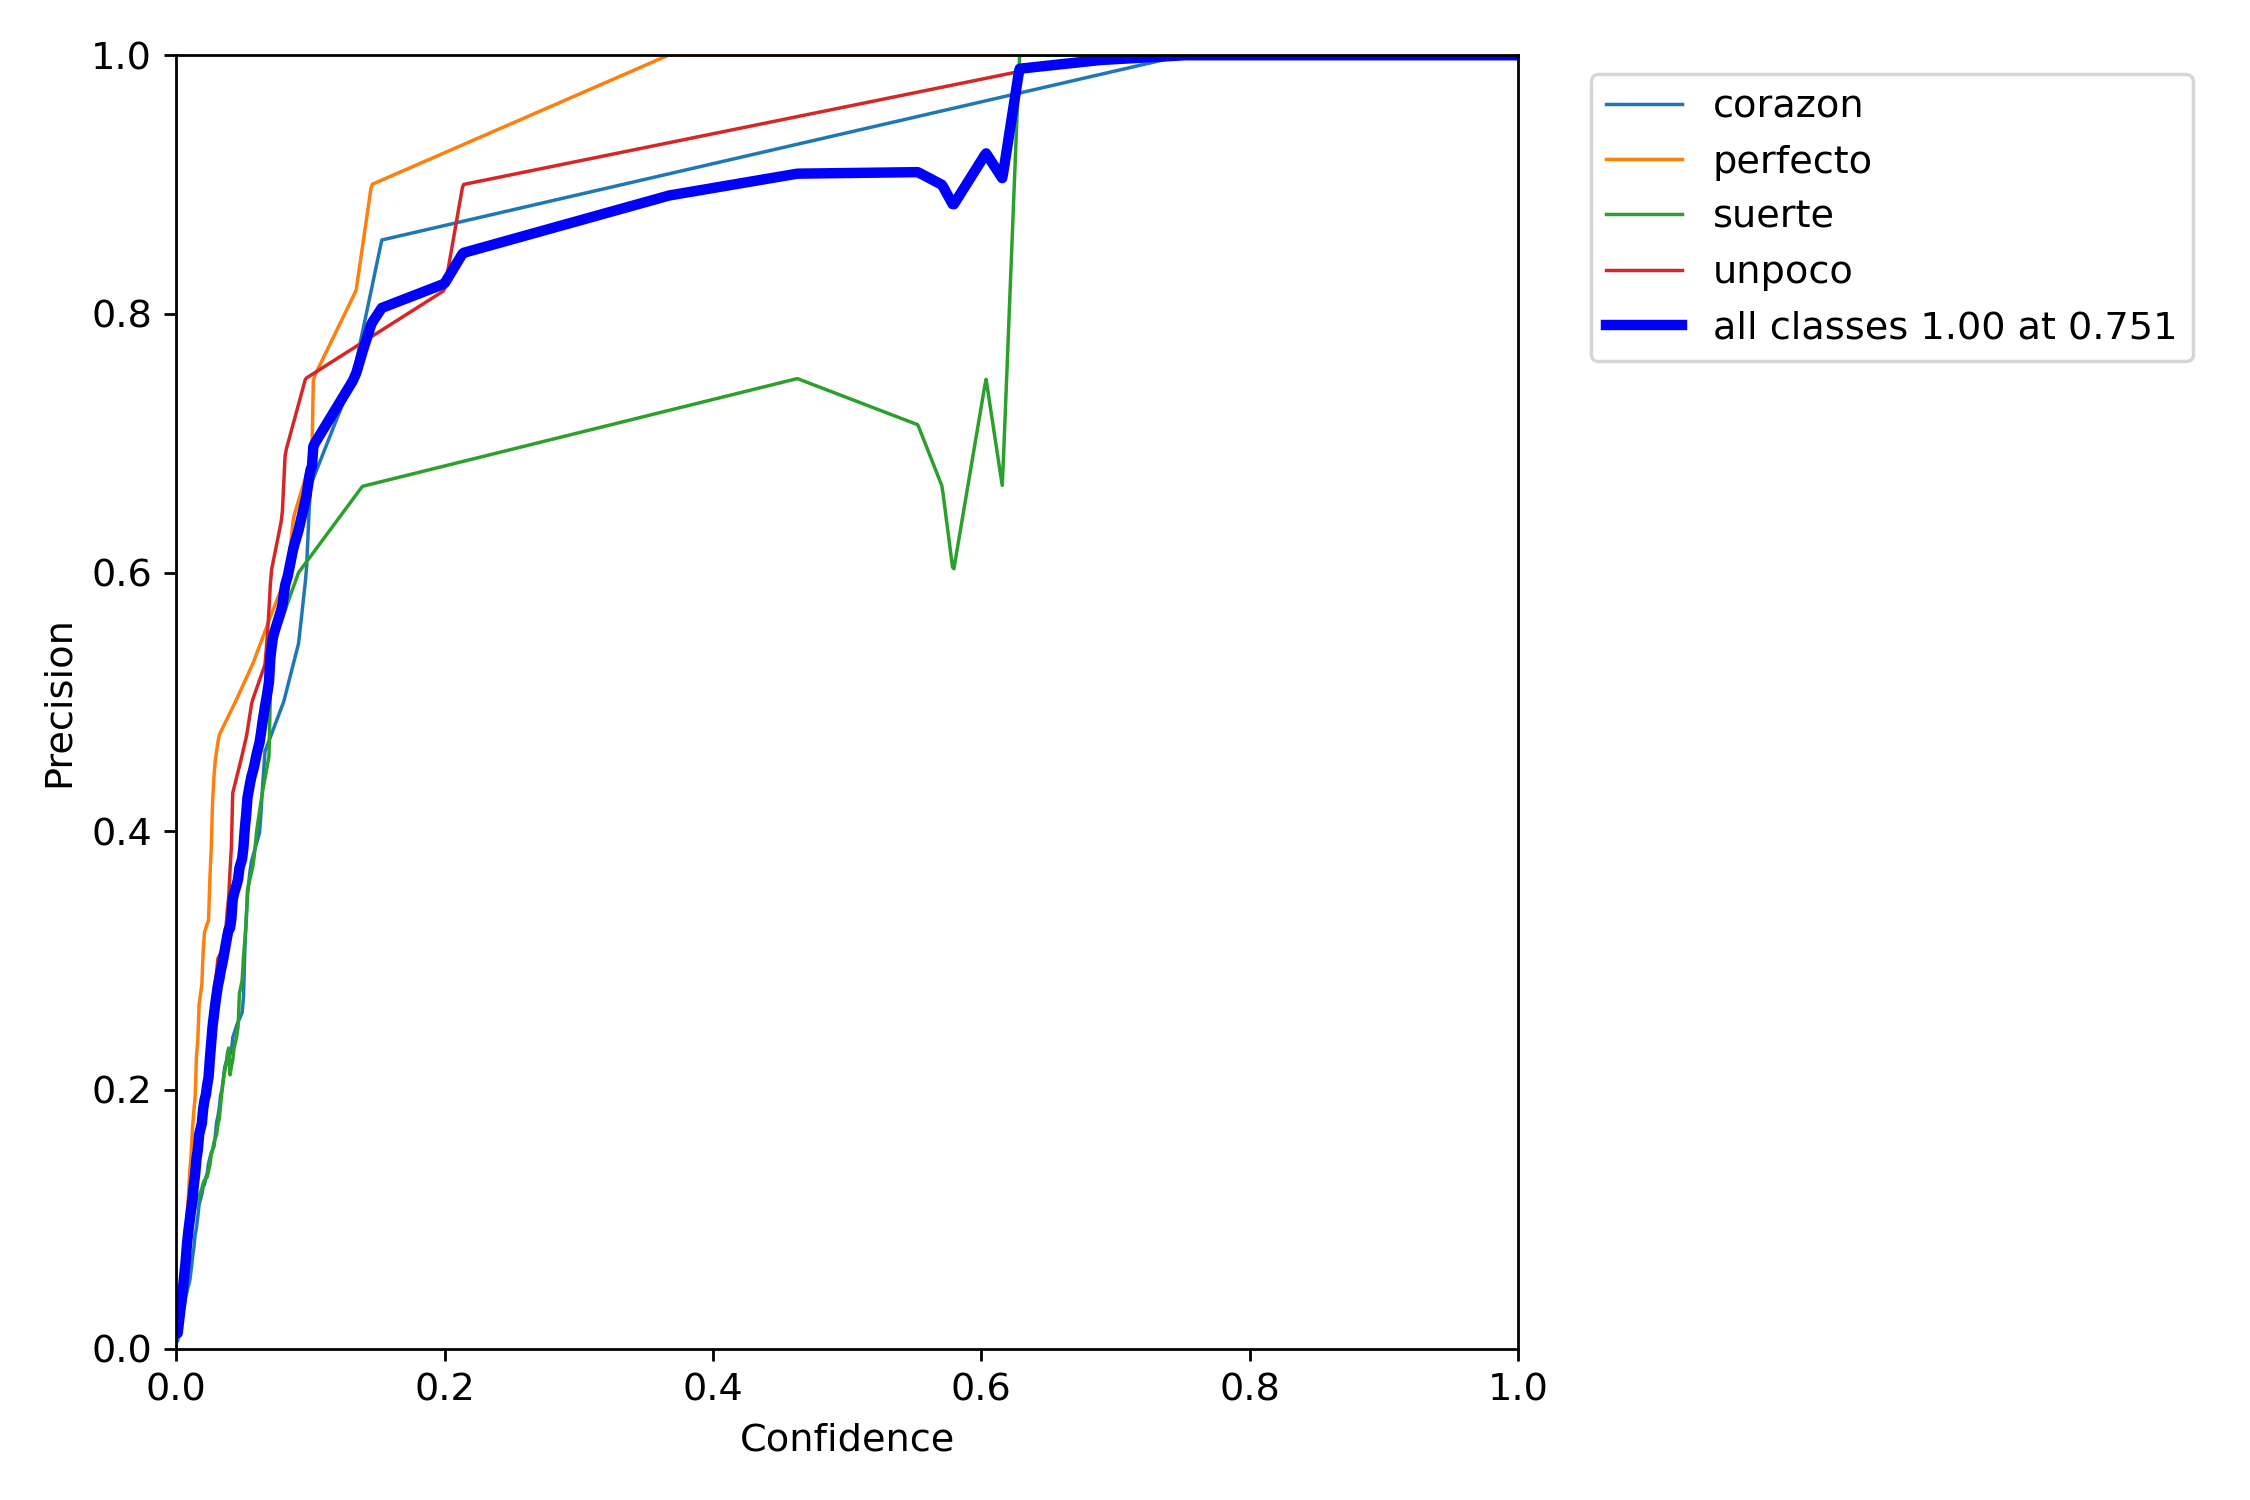 1.0
0.8
0.6
0.4
0.2
0.0
Precision
0.0 0.2 0.4 0.6 0.8 1.0
Confidence
corazon
perfecto
suerte
unpoco
all classes 1.00 at 0.751